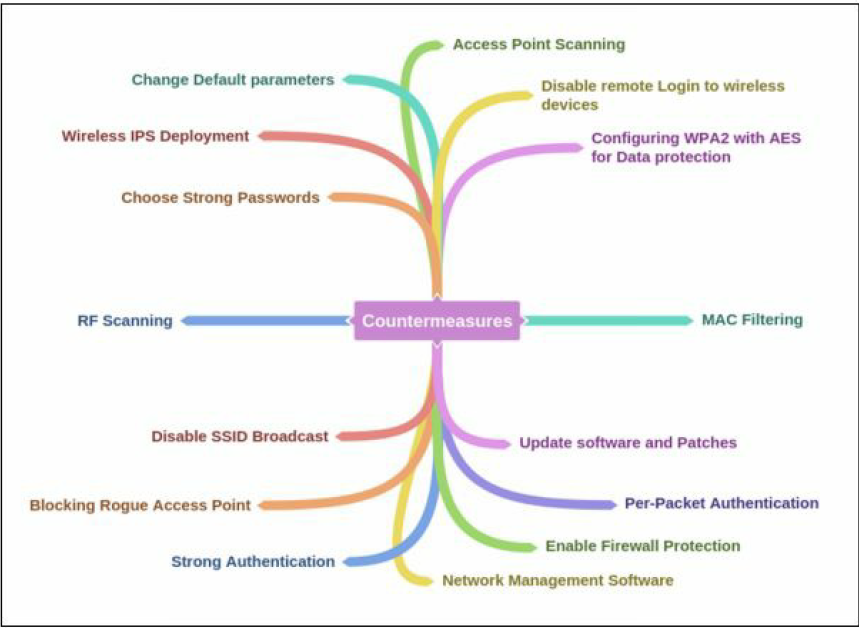 Access Point Scanning
Change Default parameters
Disable remote Login to wireless
devices
Wireless IPS Deployment
Configuring WPA2 with AES
for Data protection
Choose Strong Passwords
RF Scanning
Countermeasures
MAC Filtering
Disable SSID Broadcast
Update software and Patches
Blocking Rogue Access Point
Per-Packet Authentication
Enable Firewall Protection
Strong Authentication
Network Management Software